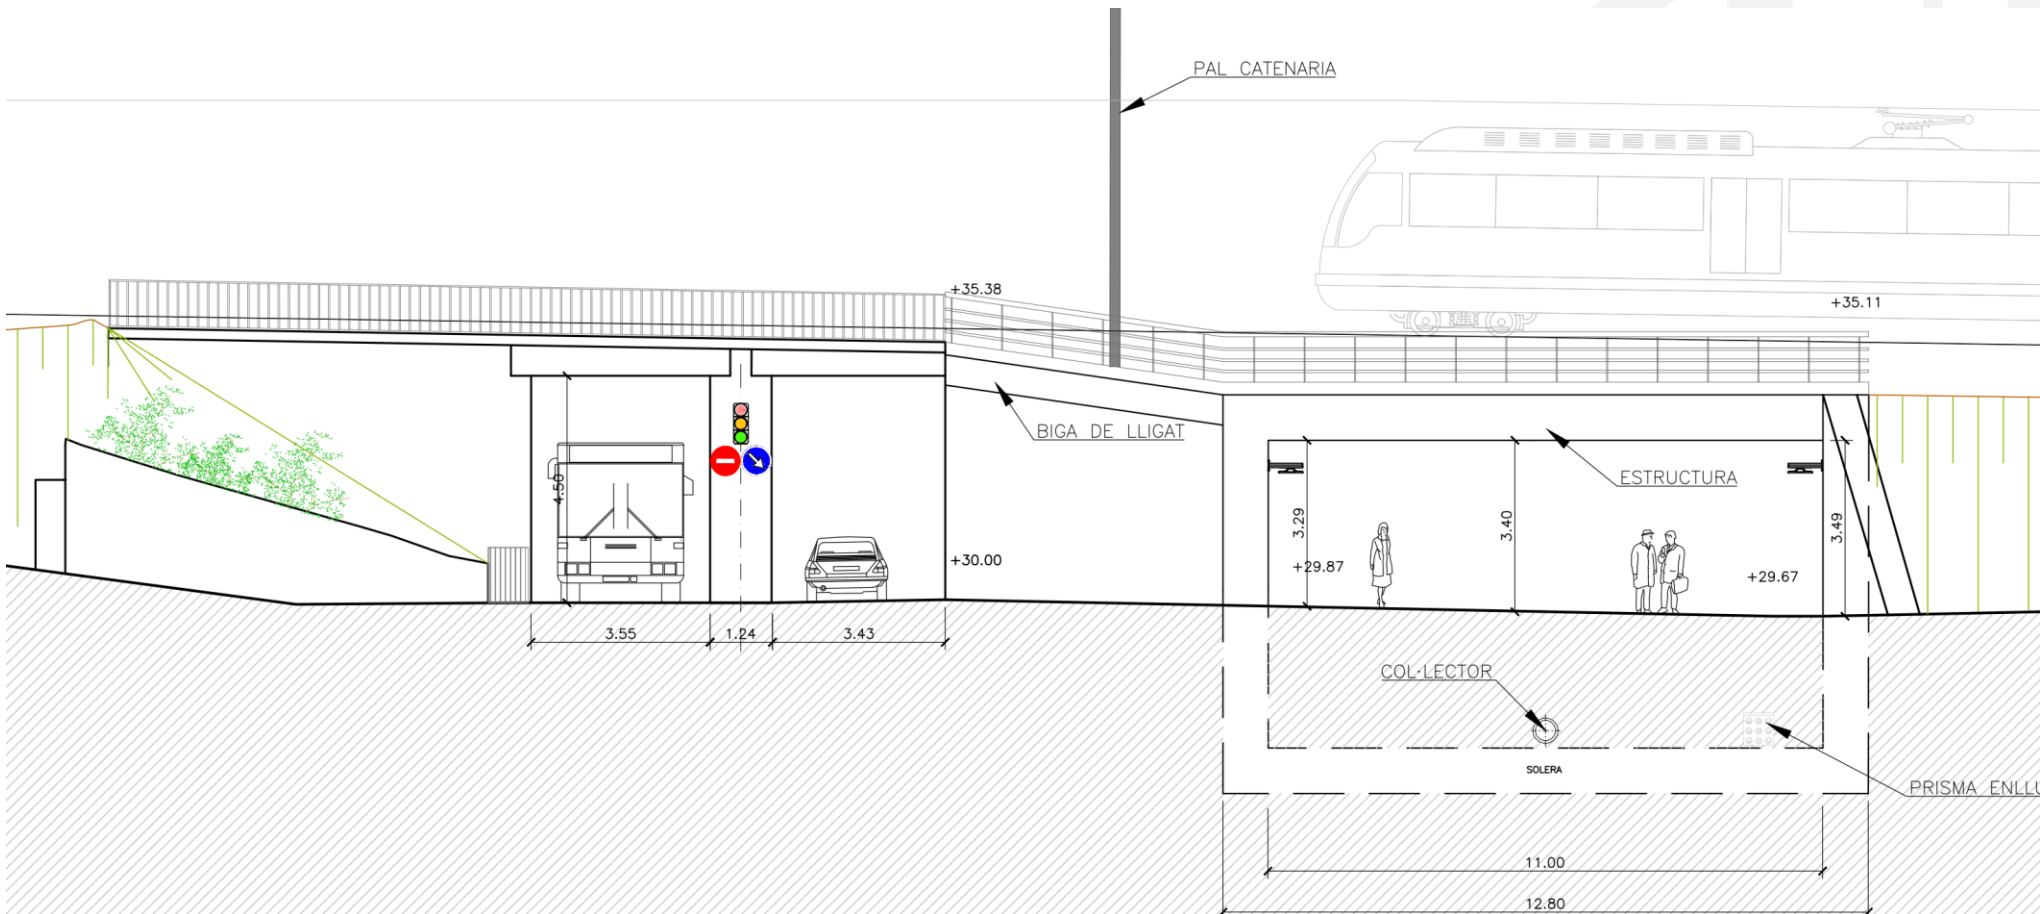 PAL CATENARIA
+35.38
+35.11
BIGA DE LLIGAT
ESTRUCTURA
4.50
3.29
3.40
3.49
+30.00
+29.87
+29.67
3.55
1.24
3.43
COL·LECTOR
SOLERA
PRISMA
11.00
12.80